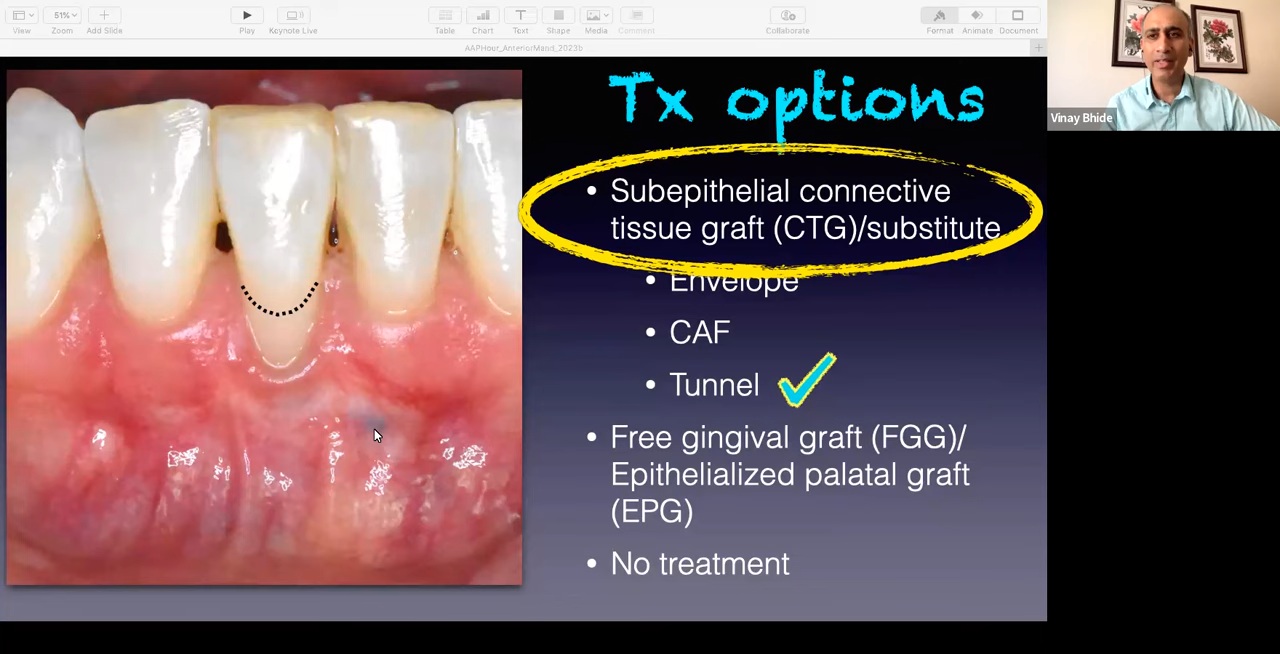 51%
View
Zoom
Add Slide
Play
Keynote Live
Table
Chart
Text
Shape
Media
Comment
Collaborate
Format
Animate
Document
AAPHour_AnteriorMand_2023b
Vinay Bhide
Tx options
• Subepithelial connective
tissue graft (CTG)/substitute
• Envelope
• CAF
• Tunnel
• Free gingival graft (FGG)/
Epithelialized palatal graft
(EPG)
• No treatment